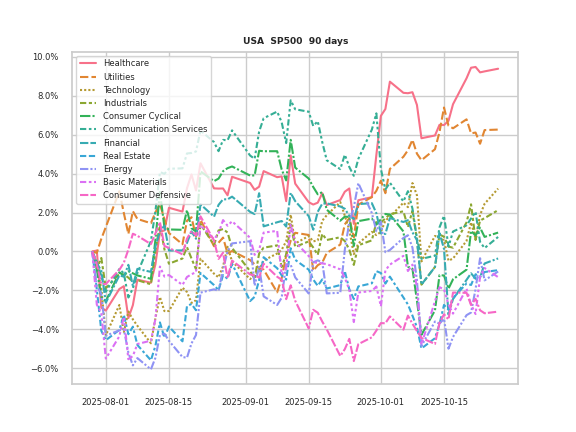 USA SP500 90 days
10.0%
8.0%
6.0%
4.0%
2.0%
0.0%
−2.0%
−4.0%
−6.0%
Healthcare
Utilities
Technology
Industrials
Consumer Cyclical
Communication Services
Financial
Real Estate
Energy
Basic Materials
Consumer Defensive
2025-08-01 2025-08-15 2025-09-01 2025-09-15 2025-10-01 2025-10-15